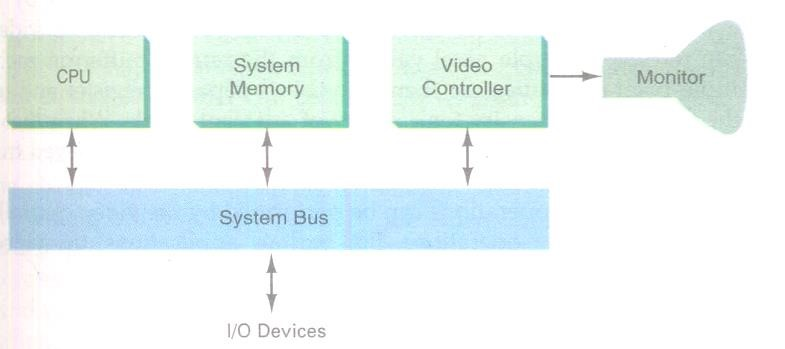 CPU
System
Memory
Video
Controller
Monitor
System Bus
I/O Devices